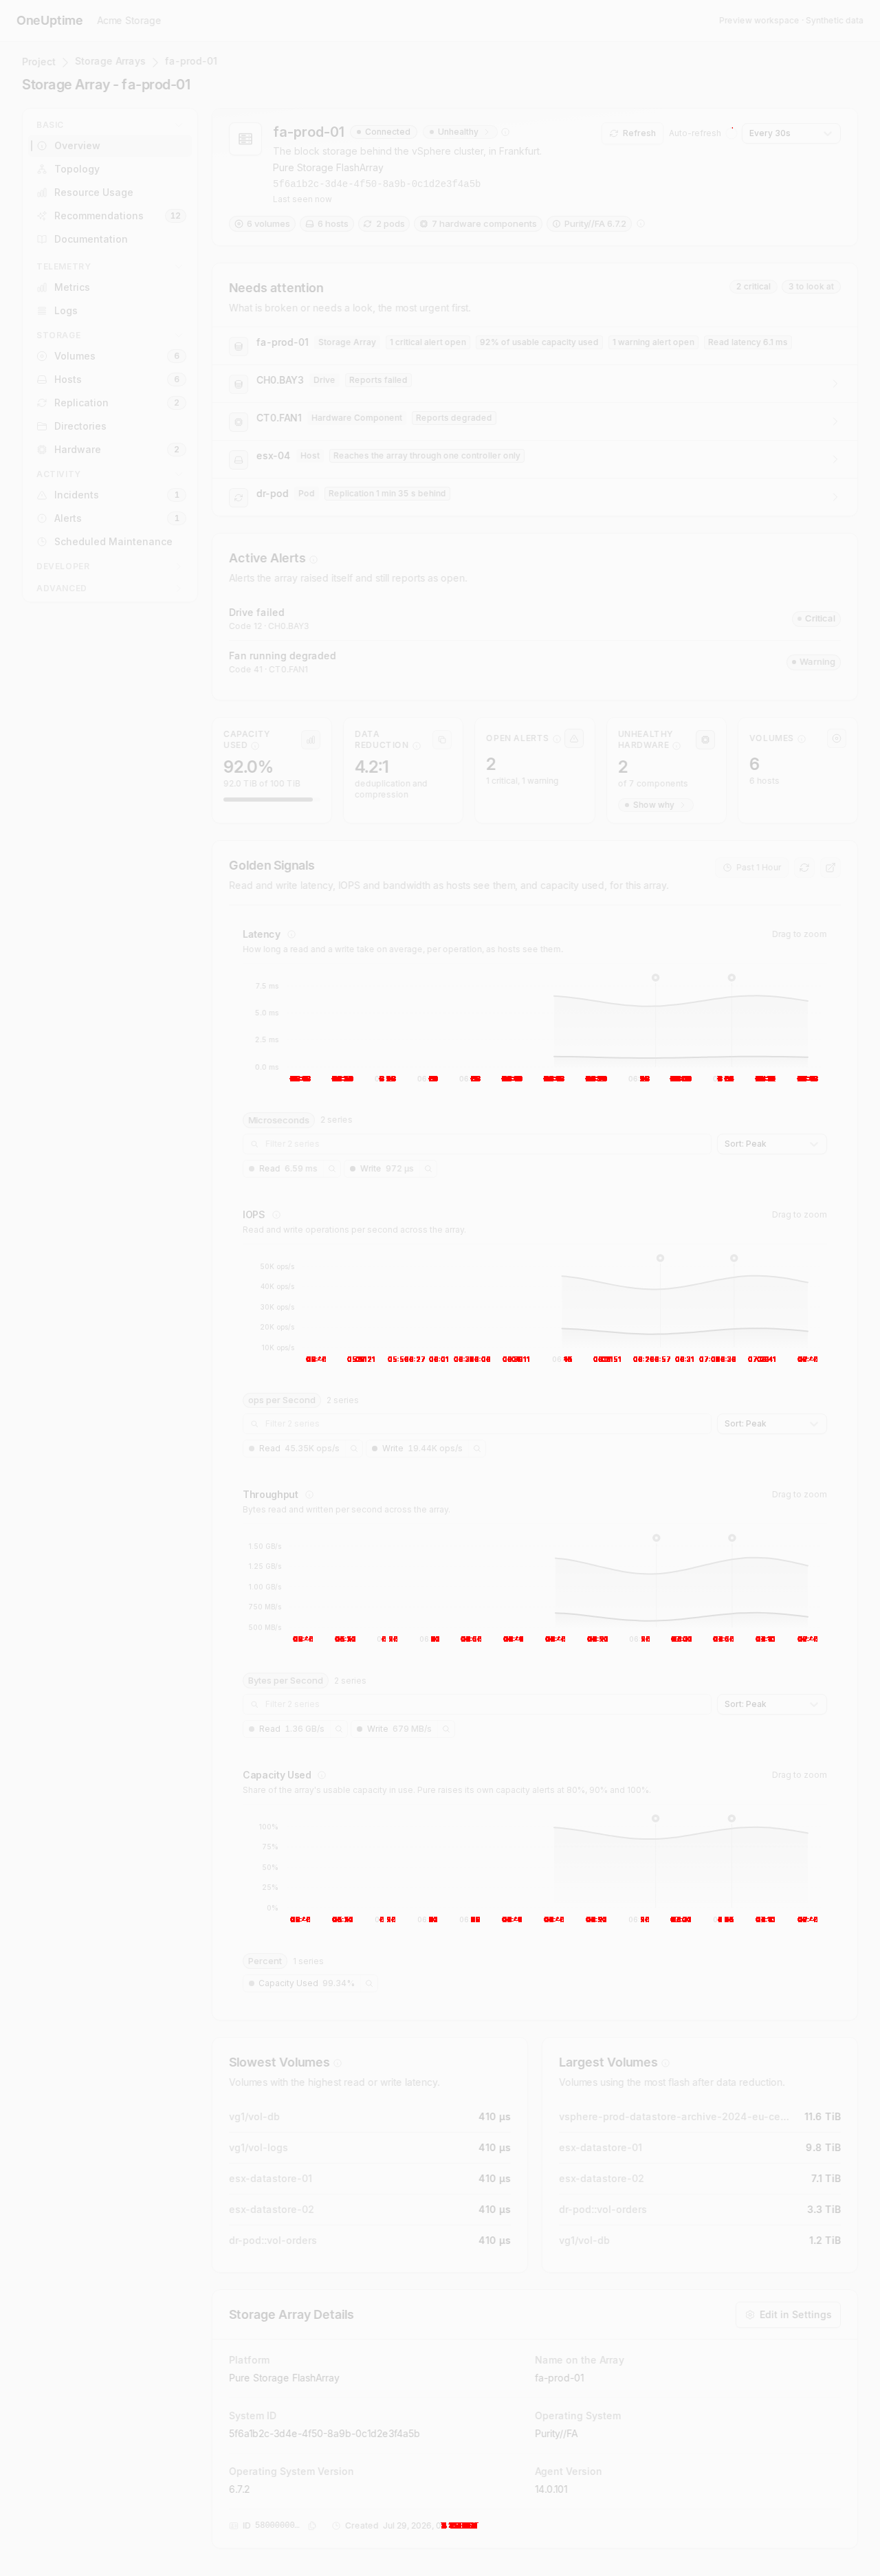 OneUptime Acme Storage Preview workspace · Synthetic data
Project Storage Arrays fa-prod-01
Storage Array - fa-prod-01
BASIC
Overview
Topology
Resource Usage
Recommendations 12
Documentation
TELEMETRY
Metrics
Logs
STORAGE
Volumes 6
Hosts 6
Replication 2
Directories
Hardware 2
ACTIVITY
Incidents 1
Alerts 1
Scheduled Maintenance
DEVELOPER
ADVANCED
fa-prod-01 Connected Unhealthy
Refresh Auto-refresh Every 30s
The block storage behind the vSphere cluster, in Frankfurt.
Pure Storage FlashArray
5f6a1b2c-3d4e-4f50-8a9b-0c1d2e3f4a5b
Last seen now
6 volumes 6 hosts 2 pods 7 hardware components Purity//FA 6.7.2
Needs attention 2 critical 3 to look at
What is broken or needs a look, the most urgent first.
fa-prod-01 Storage Array 1 critical alert open 92% of usable capacity used 1 warning alert open Read latency 6.1 ms
CH0.BAY3 Drive Reports failed
CT0.FAN1 Hardware Component Reports degraded
esx-04 Host Reaches the array through one controller only
dr-pod Pod Replication 1 min 35 s behind
Active Alerts
Alerts the array raised itself and still reports as open.
Drive failed
Code 12 · CH0.BAY3
Critical
Fan running degraded
Code 41 · CT0.FAN1
Warning
CAPACITY USED
92.0%
92.0 TiB of 100 TiB
DATA REDUCTION
4.2:1
deduplication and
compression
OPEN ALERTS
2
1 critical, 1 warning
UNHEALTHY HARDWARE
2
of 7 components
Show why
VOLUMES
6
6 hosts
Golden Signals Past 1 Hour
Read and write latency, IOPS and bandwidth as hosts see them, and capacity used, for this array.
Latency Drag to zoom
How long a read and a write take on average, per operation, as hosts see them.
7.5 ms
5.0 ms
2.5 ms
0.0 ms
Microseconds 2 series
Filter 2 series Sort: Peak
Read 6.59 ms Write 972 µs
IOPS Drag to zoom
Read and write operations per second across the array.
50K ops/s
40K ops/s
30K ops/s
20K ops/s
10K ops/s
ops per Second 2 series
Filter 2 series Sort: Peak
Read 45.35K ops/s Write 19.44K ops/s
Throughput Drag to zoom
Bytes read and written per second across the array.
1.50 GB/s
1.25 GB/s
1.00 GB/s
750 MB/s
500 MB/s
Bytes per Second 2 series
Filter 2 series Sort: Peak
Read 1.36 GB/s Write 679 MB/s
Capacity Used Drag to zoom
Share of the array's usable capacity in use. Pure raises its own capacity alerts at 80%, 90% and 100%.
100%
75%
50%
25%
0%
Percent 1 series
Capacity Used 99.34%
Slowest Volumes
Volumes with the highest read or write latency.
vg1/vol-db 410 µs
vg1/vol-logs 410 µs
esx-datastore-01 410 µs
esx-datastore-02 410 µs
dr-pod::vol-orders 410 µs
Largest Volumes
Volumes using the most flash after data reduction.
vsphere-prod-datastore-archive-2024-eu-ce... 11.6 TiB
esx-datastore-01 9.8 TiB
esx-datastore-02 7.1 TiB
dr-pod::vol-orders 3.3 TiB
vg1/vol-db 1.2 TiB
Storage Array Details Edit in Settings
Platform
Pure Storage FlashArray
Name on the Array
fa-prod-01
System ID
5f6a1b2c-3d4e-4f50-8a9b-0c1d2e3f4a5b
Operating System
Purity//FA
Operating System Version
6.7.2
Agent Version
14.0.101
ID 58000000… Created Jul 29, 2026,